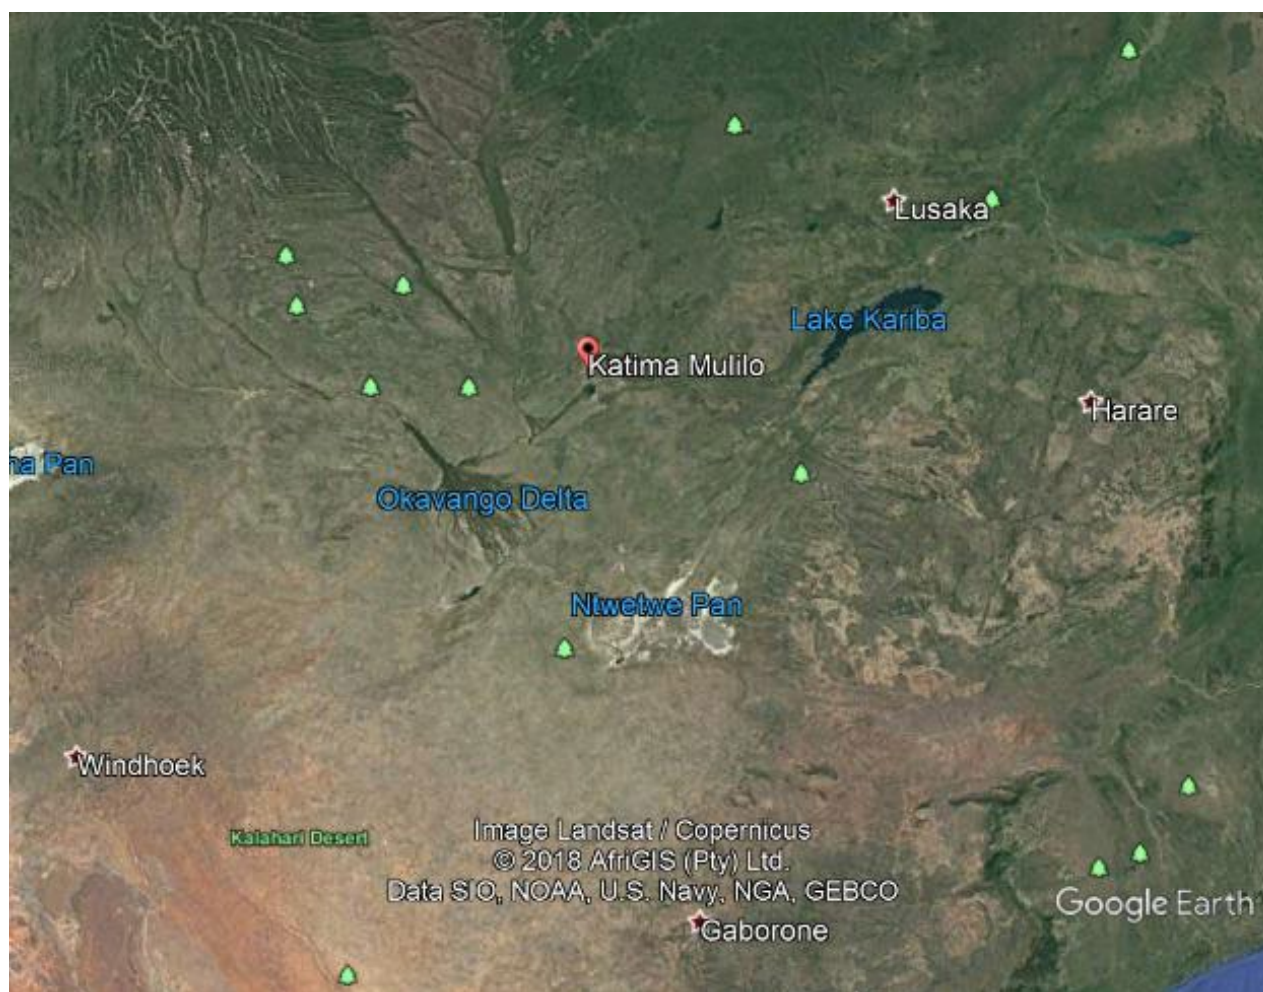 Lusaka
Lake Kariba
Katima Mulilo
Harare
na Pan
Okavango Delta
Ntwetwe Pan
Windhoek
Kalahari Desert
Image Landsat / Copernicus
© 2018 AfriGIS (Pty) Ltd.
Data SIO, NOAA, U.S. Navy, NGA, GEBCO
Google Earth
Gaborone